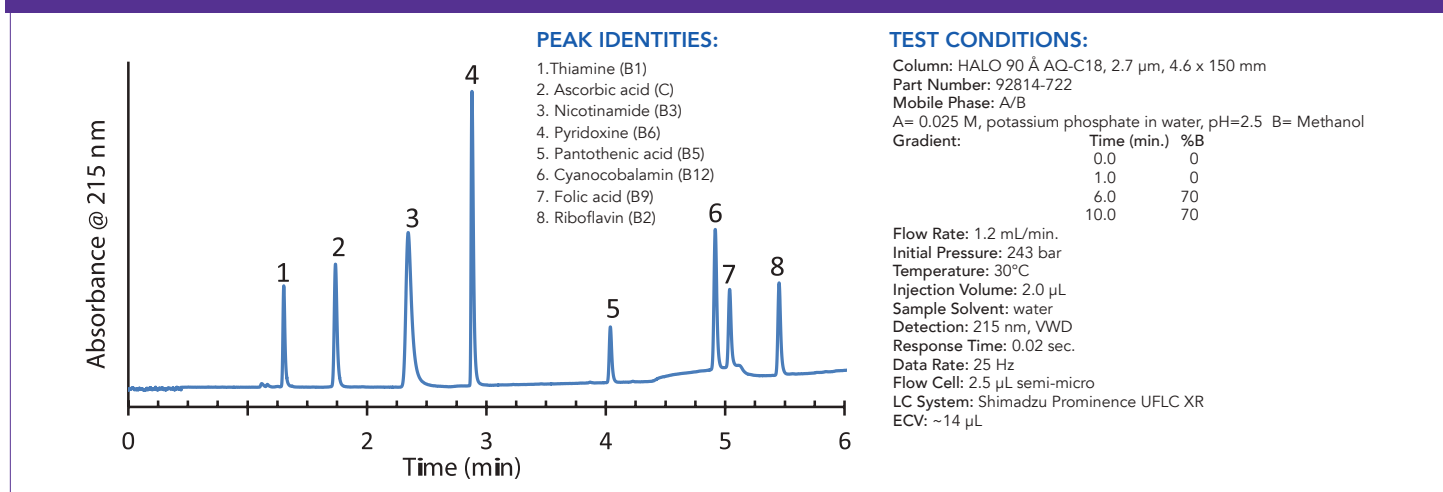 PEAK IDENTITIES:
1.Thiamine (B1)
2. Ascorbic acid (C)
3. Nicotinamide (B3)
4. Pyridoxine (B6)
5. Pantothenic acid (B5)
6. Cyanocobalamin (B12)
7. Folic acid (B9)
8. Riboflavin (B2)
Absorbance @ 215 nm
1
2
3
4
5
6
7
8
0 2 3 4 5 6
Time (min)
TEST CONDITIONS:
Column: HALO 90 Å AQ-C18, 2.7 µm, 4.6 x 150 mm
Part Number: 92814-722
Mobile Phase: A/B
A= 0.025 M, potassium phosphate in water, pH=2.5 B= Methanol
Gradient: Time (min.) %B
0.0 0
1.0 0
6.0 70
10.0 70
Flow Rate: 1.2 mL/min.
Initial Pressure: 243 bar
Temperature: 30°C
Injection Volume: 2.0 µL
Sample Solvent: water
Detection: 215 nm, VWD
Response Time: 0.02 sec.
Data Rate: 25 Hz
Flow Cell: 2.5 µL semi-micro
LC System: Shimadzu Prominence UFLC XR
ECV: ~14 µL